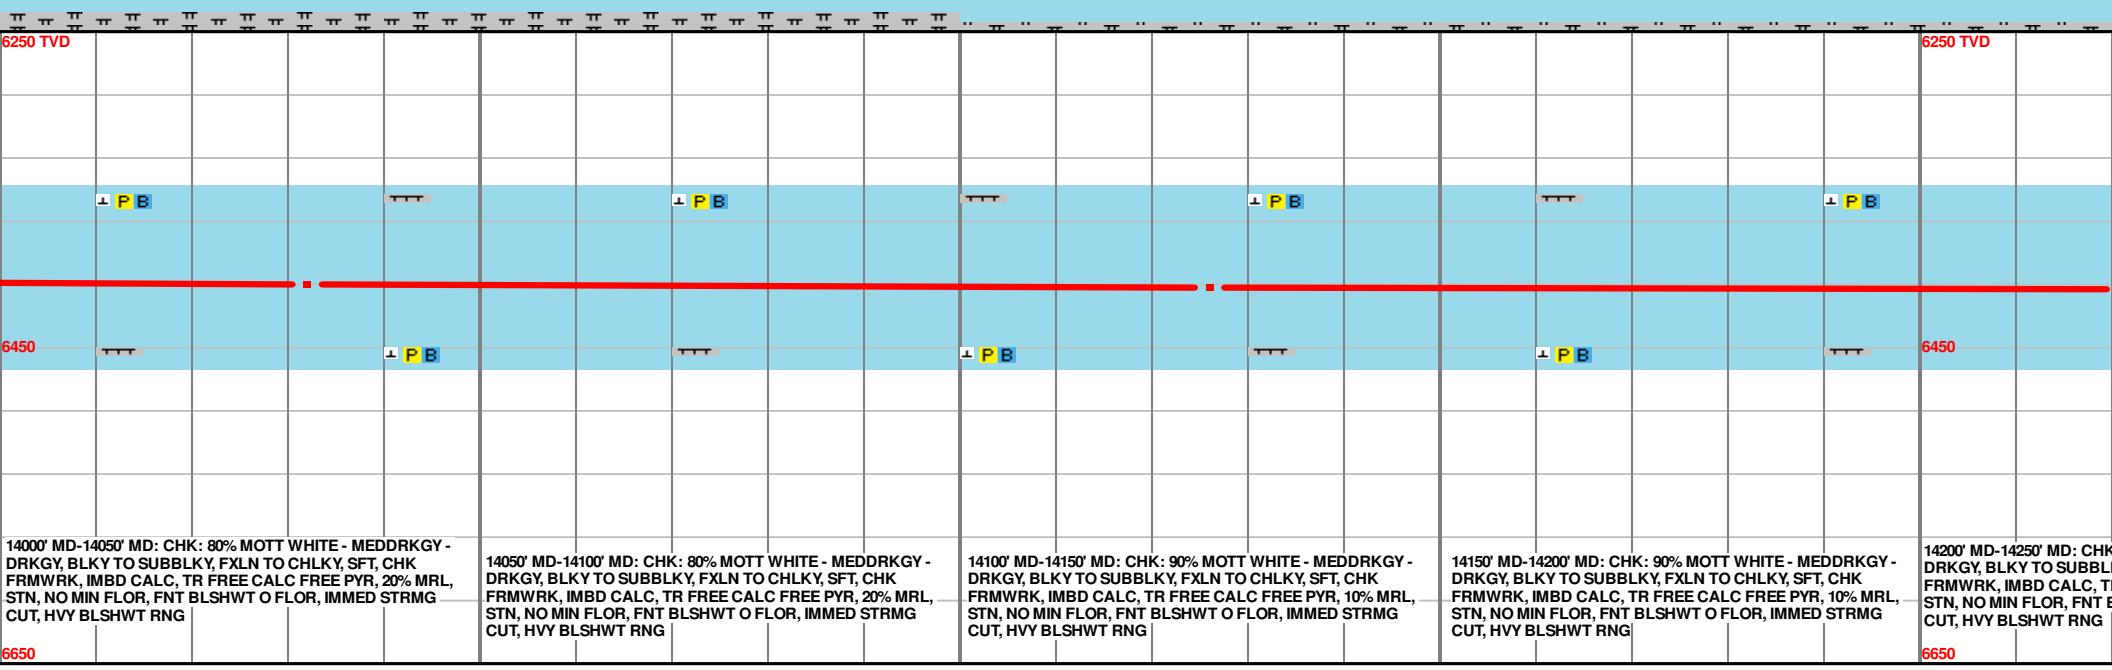 6250 TVD
6250 TVD
P B
P B
P B
P B
6450
P B
P B
P B
6450
14000' MD-14050' MD: CHK: 80% MOTT WHITE - MEDDRKGY -
DRKGY, BLKY TO SUBBLKY, FXLN TO CHLKY, SFT, CHK
FRMWRK, IMBD CALC, TR FREE CALC FREE PYR, 20% MRL,
STN, NO MIN FLOR, FNT BLSHWT O FLOR, IMMED STRMG
CUT, HVY BLSHWT RNG
14050' MD-14100' MD: CHK: 80% MOTT WHITE - MEDDRKGY -
DRKGY, BLKY TO SUBBLKY, FXLN TO CHLKY, SFT, CHK
FRMWRK, IMBD CALC, TR FREE CALC FREE PYR, 20% MRL,
STN, NO MIN FLOR, FNT BLSHWT O FLOR, IMMED STRMG
CUT, HVY BLSHWT RNG
14100' MD-14150' MD: CHK: 90% MOTT WHITE - MEDDRKGY -
DRKGY, BLKY TO SUBBLKY, FXLN TO CHLKY, SFT, CHK
FRMWRK, IMBD CALC, TR FREE CALC FREE PYR, 10% MRL,
STN, NO MIN FLOR, FNT BLSHWT O FLOR, IMMED STRMG
CUT, HVY BLSHWT RNG
14150' MD-14200' MD: CHK: 90% MOTT WHITE - MEDDRKGY -
DRKGY, BLKY TO SUBBLKY, FXLN TO CHLKY, SFT, CHK
FRMWRK, IMBD CALC, TR FREE CALC FREE PYR, 10% MRL,
STN, NO MIN FLOR, FNT BLSHWT O FLOR, IMMED STRMG
CUT, HVY BLSHWT RNG
14200' MD-14250' MD: CHK
DRKGY, BLKY TO SUBBL
FRMWRK, IMBD CALC, T
STN, NO MIN FLOR, FNT
CUT, HVY BLSHWT RNG
6650
6650